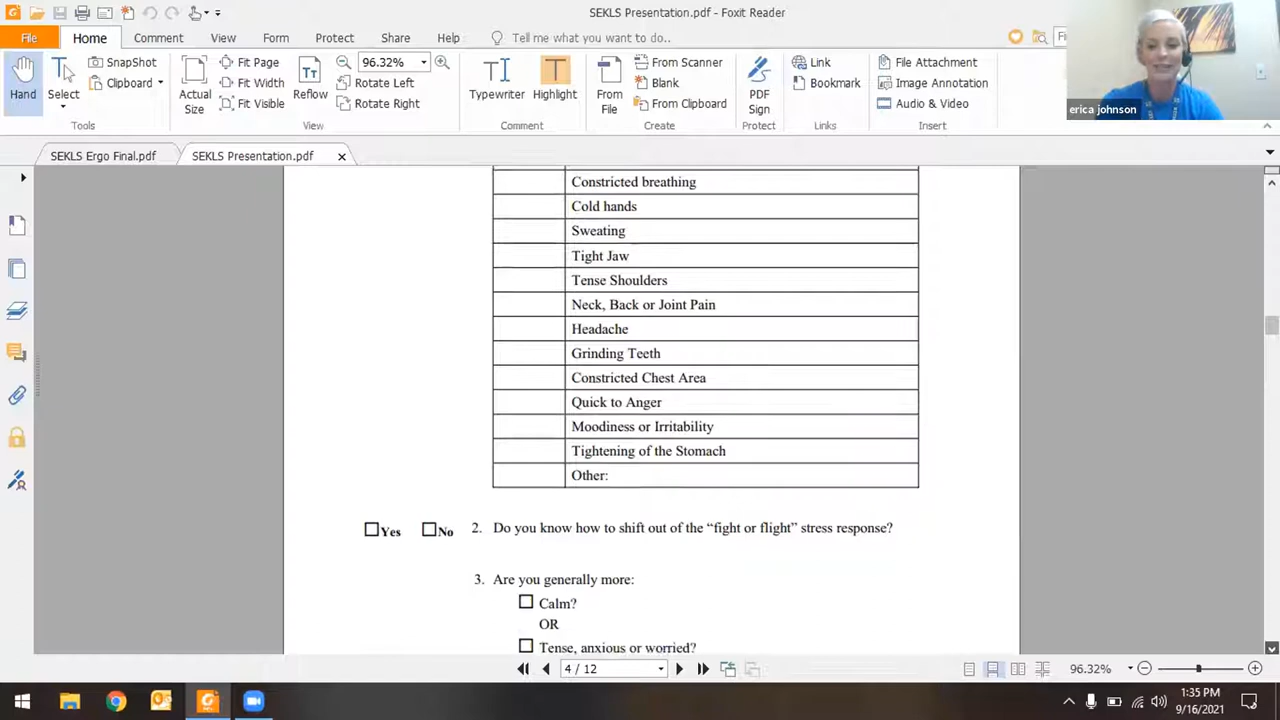 SEKLS Presentation.pdf - Foxit Reader
File Home Comment View Form Protect Share Help Tell me what you want to do..
SnapShot Fit Page 96.32% From Scanner Link File Attachment
Clipboard Fit Width Rotate Left Blank Bookmark Image Annotation
Hand Select Actual Size Fit Visible Reflow Rotate Right Typewriter Highlight From File From Clipboard PDF Sign Audio & Video
Tools View Comment Create Protect Links Insert
erica johnson
SEKLS Ergo Final.pdf SEKLS Presentation.pdf
Constricted breathing
Cold hands
Sweating
Tight Jaw
Tense Shoulders
Neck, Back or Joint Pain
Headache
Grinding Teeth
Constricted Chest Area
Quick to Anger
Moodiness or Irritability
Tightening of the Stomach
Other:
Yes No 2. Do you know how to shift out of the “fight or flight” stress response?
3. Are you generally more:
Calm?
OR
Tense, anxious or worried?
4 / 12 96.32%
1:35 PM
9/16/2021